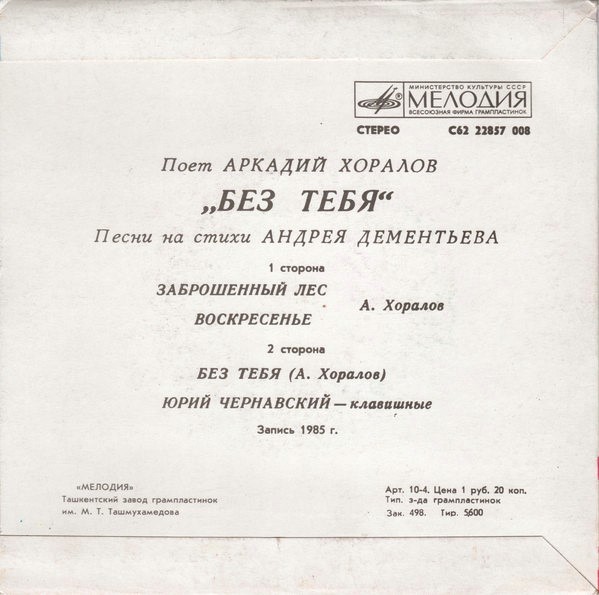 МИНИСТЕРСТВО КУЛЬТУРЫ СССР
МЕЛОДИЯ
ВСЕСОЮЗНАЯ ФИРМА ГРАМПЛАСТИНОК
СТЕРЕО С62 22857 008
Поет АРКАДИЙ ХОРАЛОВ
„БЕЗ ТЕБЯ“
Песни на стихи АНДРЕЯ ДЕМЕНТЬЕВА
1 сторона
ЗАБРОШЕННЫЙ ЛЕС
А. Хоралов
ВОСКРЕСЕНЬЕ
2 сторона
БЕЗ ТЕБЯ (А. Хоралов)
ЮРИЙ ЧЕРНАВСКИЙ — клавишные
Запись 1985 г.
«МЕЛОДИЯ»
Ташкентский завод грампластинок
им. М. Т. Ташмухамедова
Арт. 10-4. Цена 1 руб. 20 коп.
Тип. з-да грампластинок
Зак. 498. Тир. 5600